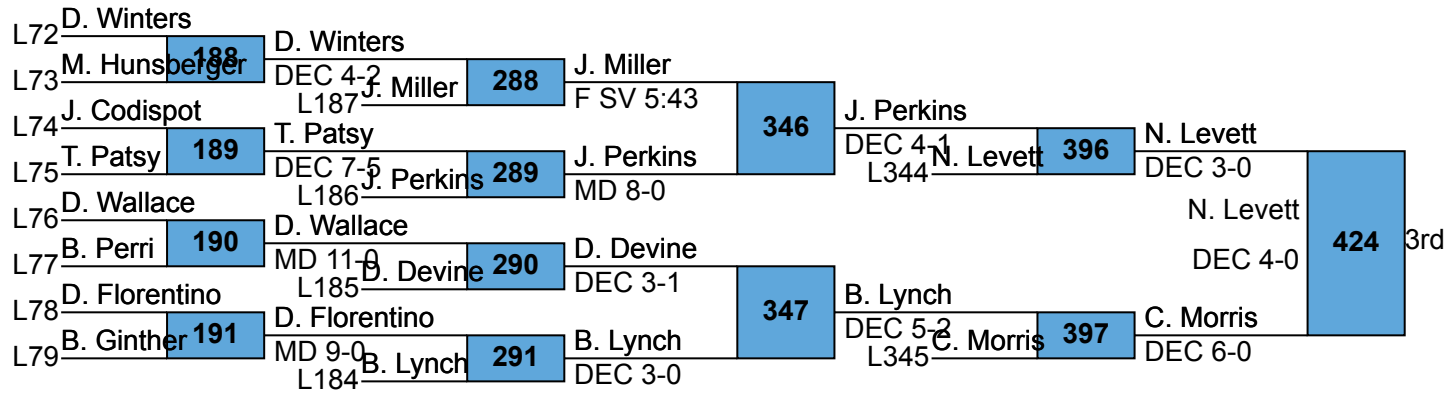 L72 D. Winters
188
L73 M. Hunsberger
D. Winters
DEC 4-2
L187 J. Miller
288
J. Miller
F SV 5:43
L74 J. Codispot
189
L75 T. Patsy
T. Patsy
DEC 7-5
L186 J. Perkins
289
J. Perkins
MD 8-0
346
J. Perkins
DEC 4-1
L344 N. Levett
396
N. Levett
DEC 3-0
L76 D. Wallace
190
L77 B. Perri
D. Wallace
MD 11-0
L185 D. Devine
290
D. Devine
DEC 3-1
L78 D. Florentino
191
L79 B. Ginther
D. Florentino
MD 9-0
L184 B. Lynch
291
B. Lynch
DEC 3-0
347
B. Lynch
DEC 5-2
L345 C. Morris
397
C. Morris
DEC 6-0
N. Levett
DEC 4-0
424
3rd